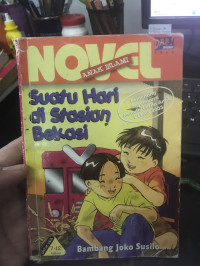 NOVEL
ANAK ISLAMI
Suatu Hari
di Stasiun
Bekasi
Bambang Joko Susilo